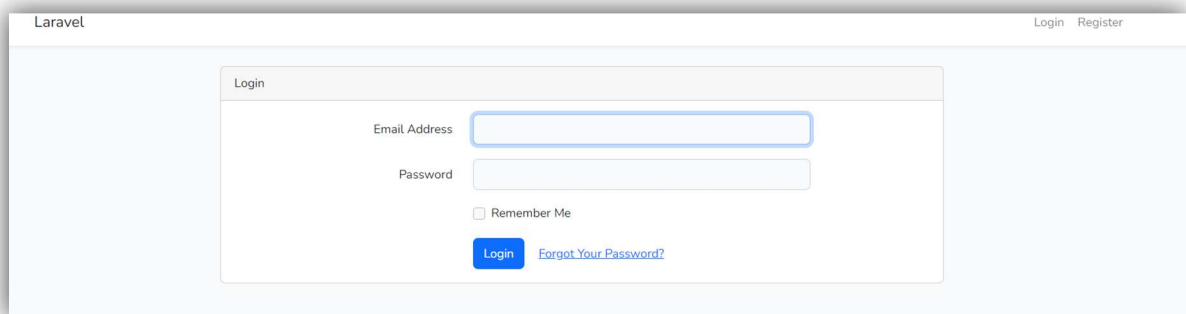 Laravel
Login Register
Login
Email Address
Password
Remember Me
Login Forgot Your Password?